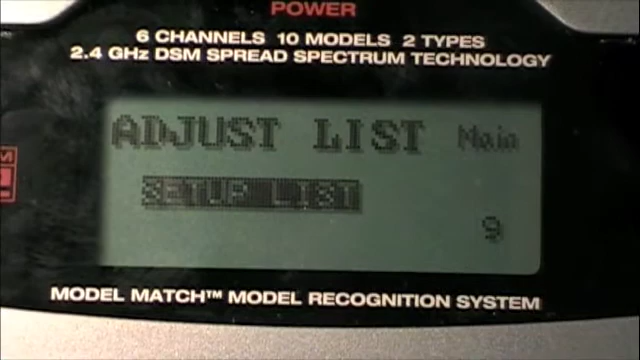 POWER
6 CHANNELS 10 MODELS 2 TYPES
2.4 GHz DSM SPREAD SPECTRUM TECHNOLOGY
ADJUST LIST Main
SETUP LIST
9
MODEL MATCH™ MODEL RECOGNITION SYSTEM